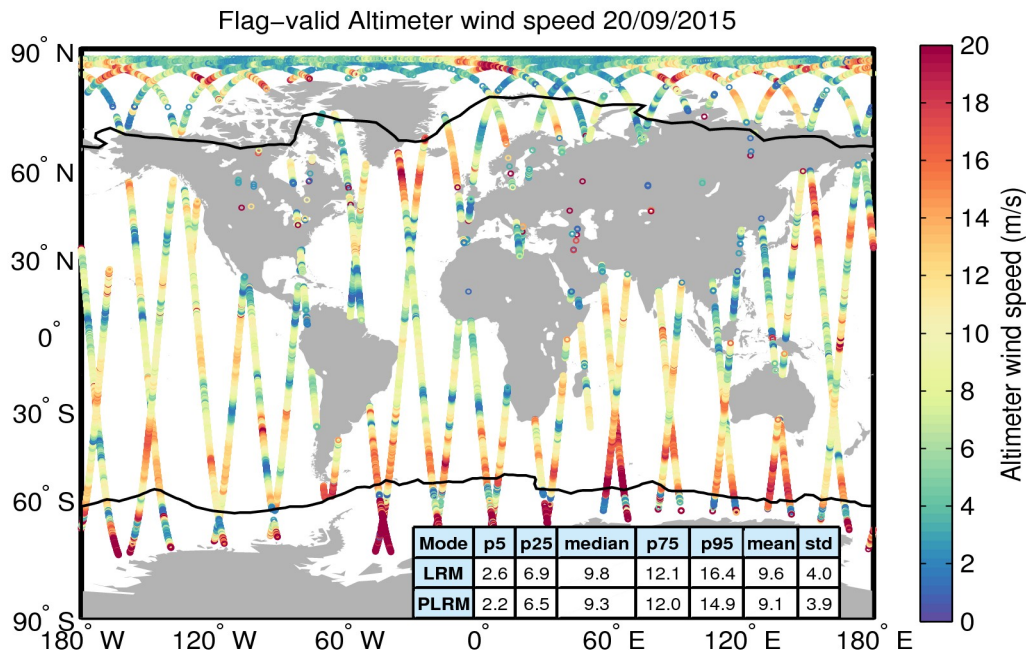 Flag−valid Altimeter wind speed 20/09/2015
90° N
60° N
30° N
0°
30° S
60° S
90° S
180° W
120° W
60° W
0°
60° E
120° E
180° E
Mode p5 p25 median p75 p95 mean std
LRM 2.6 6.9 9.8 12.1 16.4 9.6 4.0
PLRM 2.2 6.5 9.3 12.0 14.9 9.1 3.9
20
18
16
14
12
10
8
6
4
2
0
Altimeter wind speed (m/s)